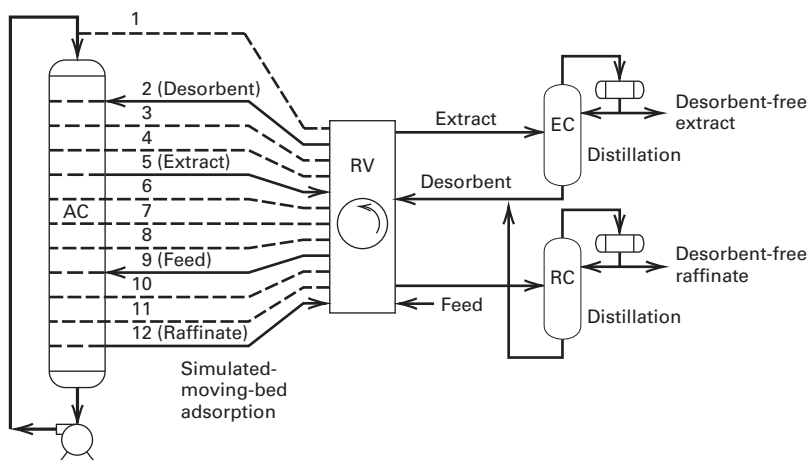 1
2 (Desorbent)
3
4
5 (Extract)
6
7
8
9 (Feed)
10
11
12 (Raffinate)
AC
Simulated-
moving-bed
adsorption
RV
Extract
Desorbent
Feed
EC
Distillation
Desorbent-free
extract
RC
Distillation
Desorbent-free
raffinate